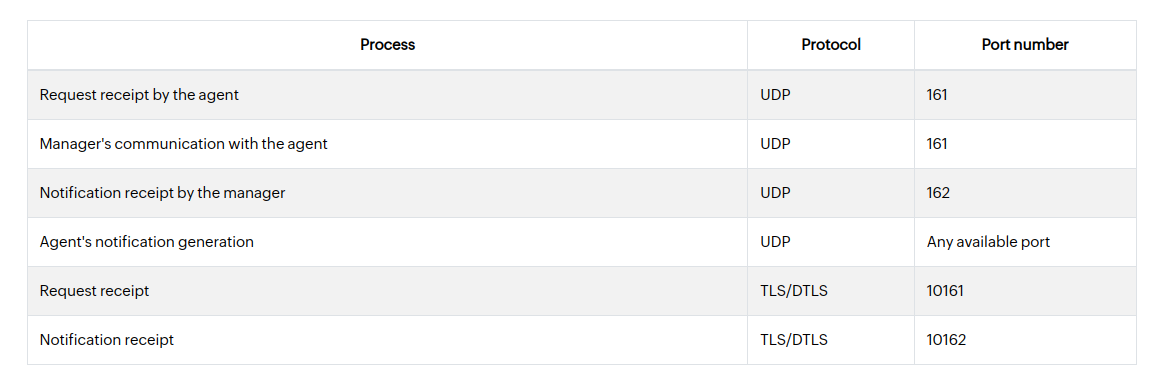 Process Protocol Port number
Request receipt by the agent UDP 161
Manager's communication with the agent UDP 161
Notification receipt by the manager UDP 162
Agent's notification generation UDP Any available port
Request receipt TLS/DTLS 10161
Notification receipt TLS/DTLS 10162